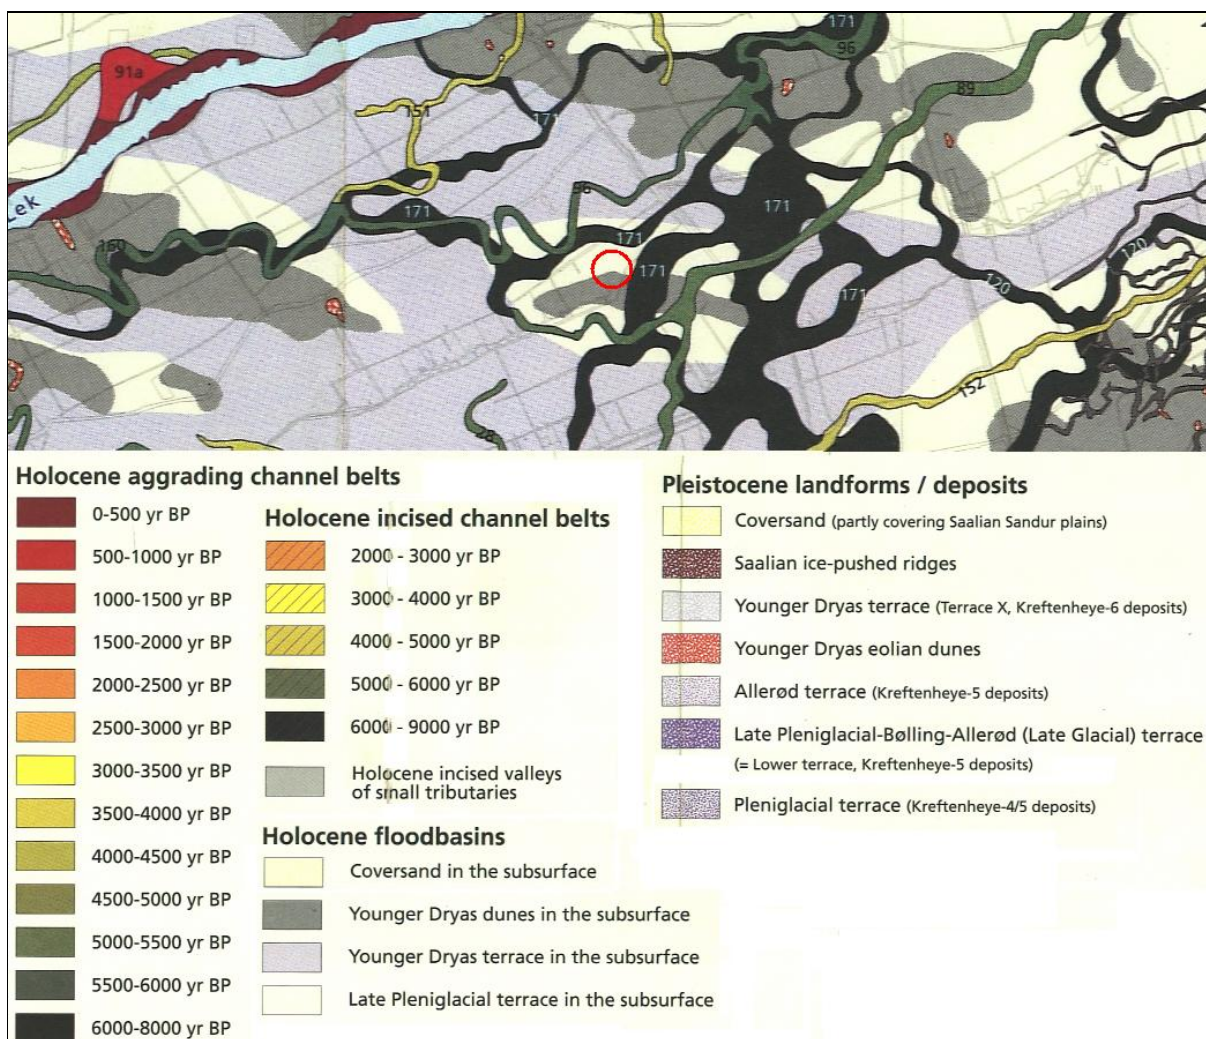 171
96
91a
89
151
171
96
Lek
171
171
171
160
171
120
120
171
152
28
Holocene aggrading channel belts
0-500 yr BP
500-1000 yr BP
1000-1500 yr BP
1500-2000 yr BP
2000-2500 yr BP
2500-3000 yr BP
3000-3500 yr BP
3500-4000 yr BP
4000-4500 yr BP
4500-5000 yr BP
5000-5500 yr BP
5500-6000 yr BP
6000-8000 yr BP
Holocene incised channel belts
2000 - 3000 yr BP
3000 - 4000 yr BP
4000 - 5000 yr BP
5000 - 6000 yr BP
6000 - 9000 yr BP
Holocene incised valleys
of small tributaries
Holocene floodbasins
Coversand in the subsurface
Younger Dryas dunes in the subsurface
Younger Dryas terrace in the subsurface
Late Pleniglacial terrace in the subsurface
Pleistocene landforms / deposits
Coversand (partly covering Saalian Sandur plains)
Saalian ice-pushed ridges
Younger Dryas terrace (Terrace X, Kreftenheye-6 deposits)
Younger Dryas eolian dunes
Allerød terrace (Kreftenheye-5 deposits)
Late Pleniglacial-Bølling-Allerød (Late Glacial) terrace
(= Lower terrace, Kreftenheye-5 deposits)
Pleniglacial terrace (Kreftenheye-4/5 deposits)